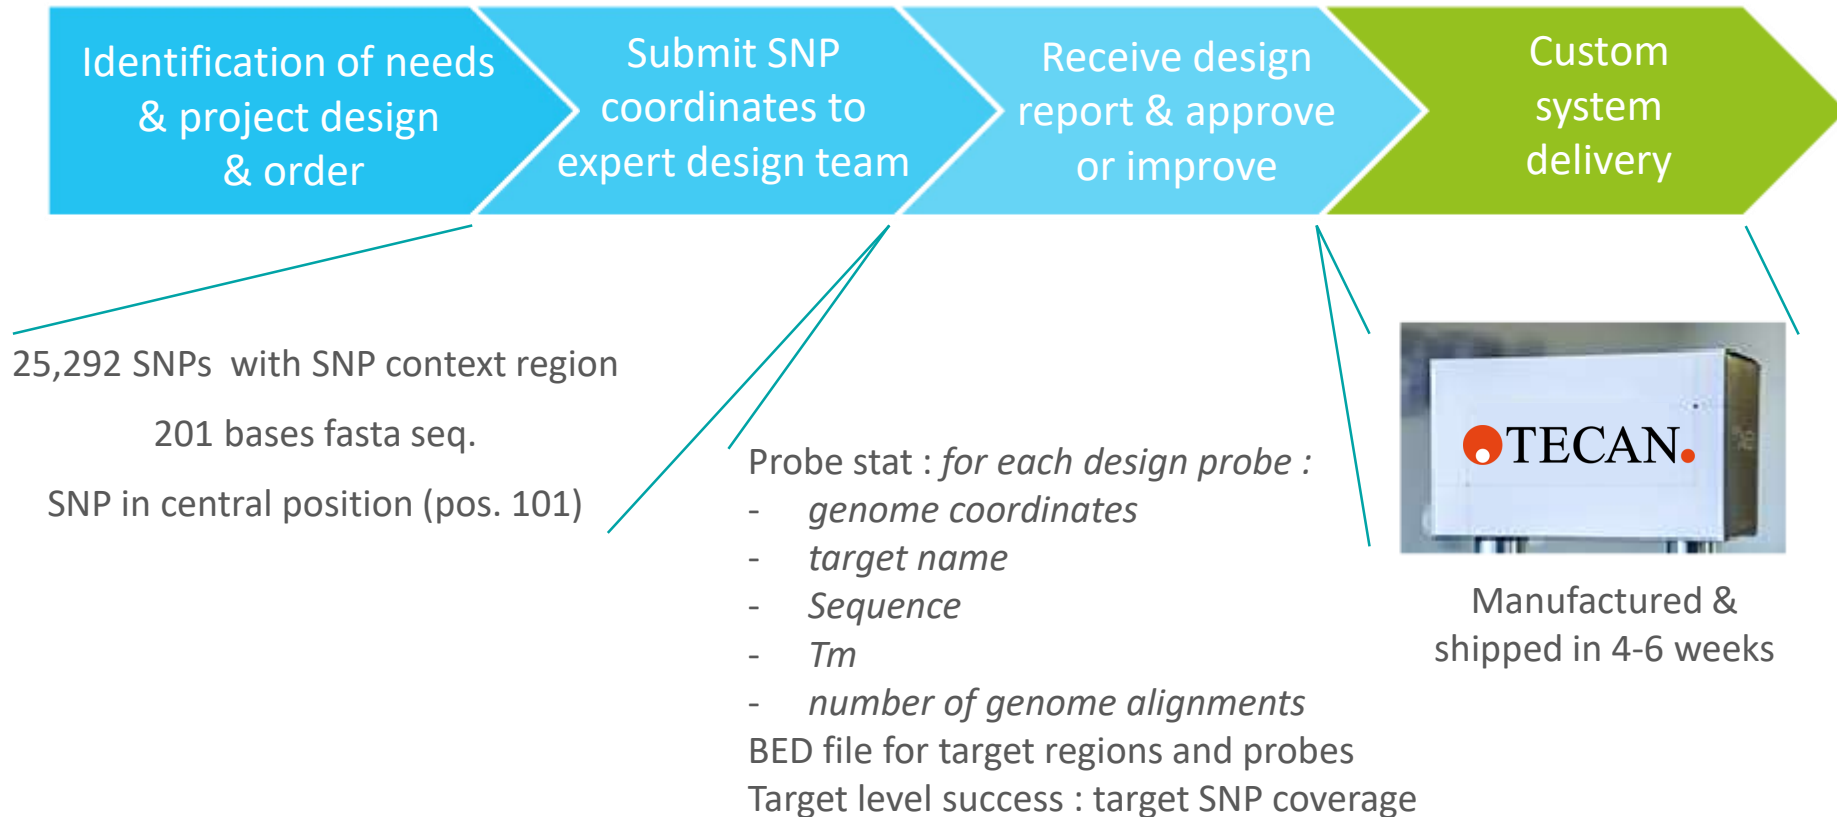 Identification of needs
& project design
& order
Submit SNP
coordinates to
expert design team
Receive design
report & approve
or improve
Custom
system
delivery
25,292 SNPs  with SNP context region
201 bases fasta seq.
SNP in central position (pos. 101)
Probe stat : for each design probe :
- genome coordinates
- target name
- Sequence
- Tm
- number of genome alignments
BED file for target regions and probes
Target level success : target SNP coverage
TECAN.
Manufactured &
shipped in 4-6 weeks